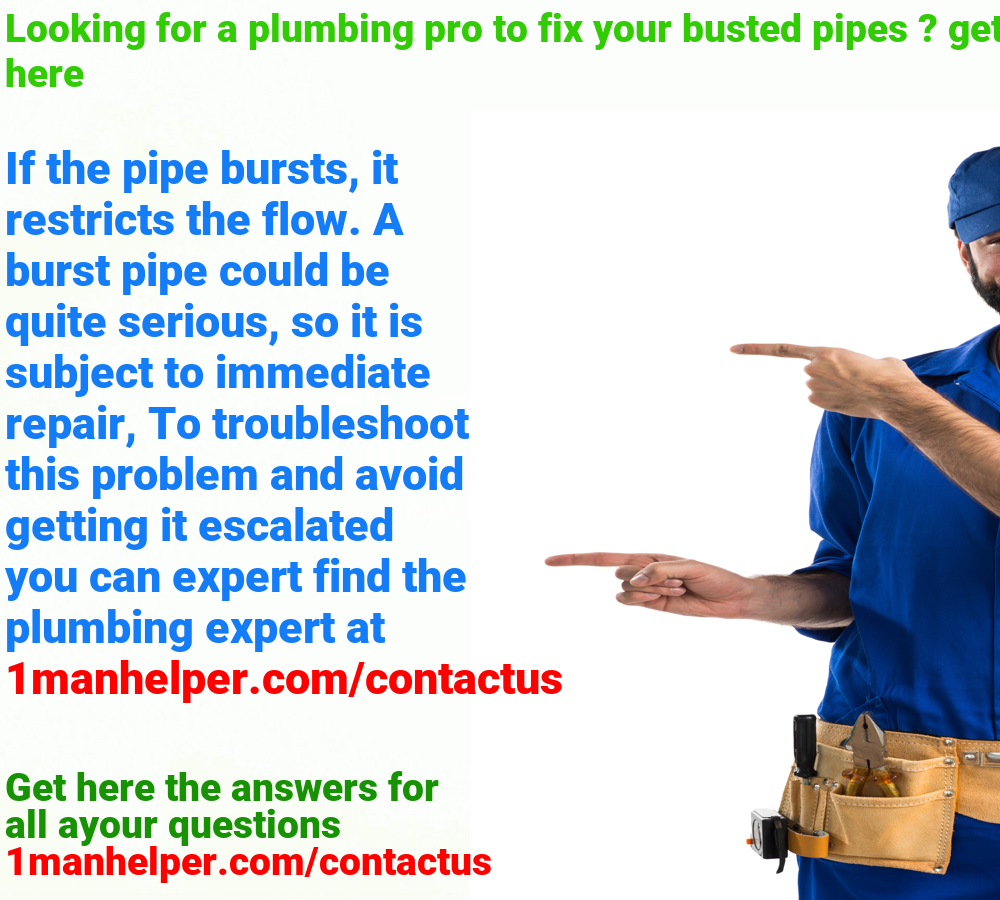 Looking for a plumbing pro to fix your busted pipes ? get
here
If the pipe bursts, it
restricts the flow. A
burst pipe could be
quite serious, so it is
subject to immediate
repair, To troubleshoot
this problem and avoid
getting it escalated
you can expert find the
plumbing expert at
1manhelper.com/contactus
Get here the answers for
all ayour questions
1manhelper.com/contactus